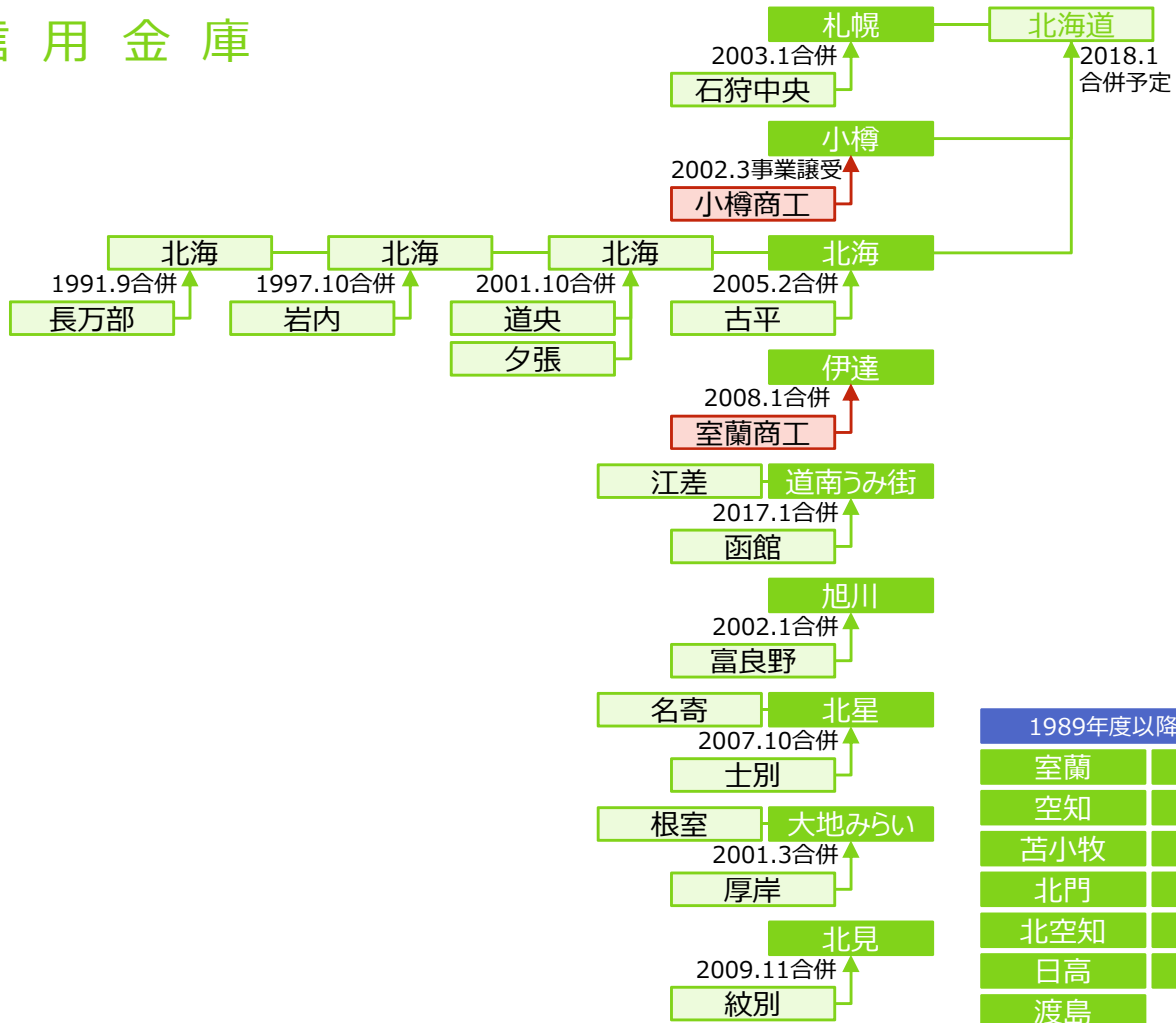 信用金庫
札幌
北海道
2003.1合併
2018.1
合併予定
石狩中央
小樽
2002.3事業譲受
小樽商工
北海
北海
北海
北海
1991.9合併
1997.10合併
2001.10合併
2005.2合併
長万部
岩内
道央
古平
夕張
伊達
2008.1合併
室蘭商工
江差
道南うみ街
2017.1合併
函館
旭川
2002.1合併
富良野
名寄
北星
2007.10合併
士別
根室
大地みらい
2001.3合併
厚岸
北見
2009.11合併
紋別
1989年度以降
室蘭
空知
苫小牧
北門
北空知
日高
渡島